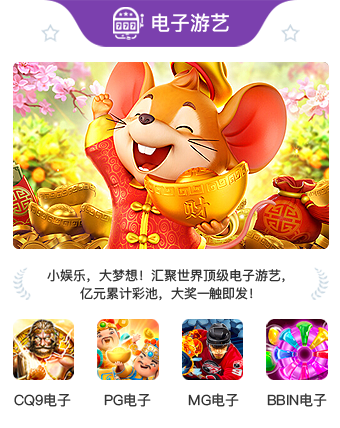 电子游艺
财
小娱乐，大梦想！汇聚世界顶级电子游艺，
亿元累计彩池，大奖一触即发！
CQ9电子
PG电子
MG电子
BBIN电子